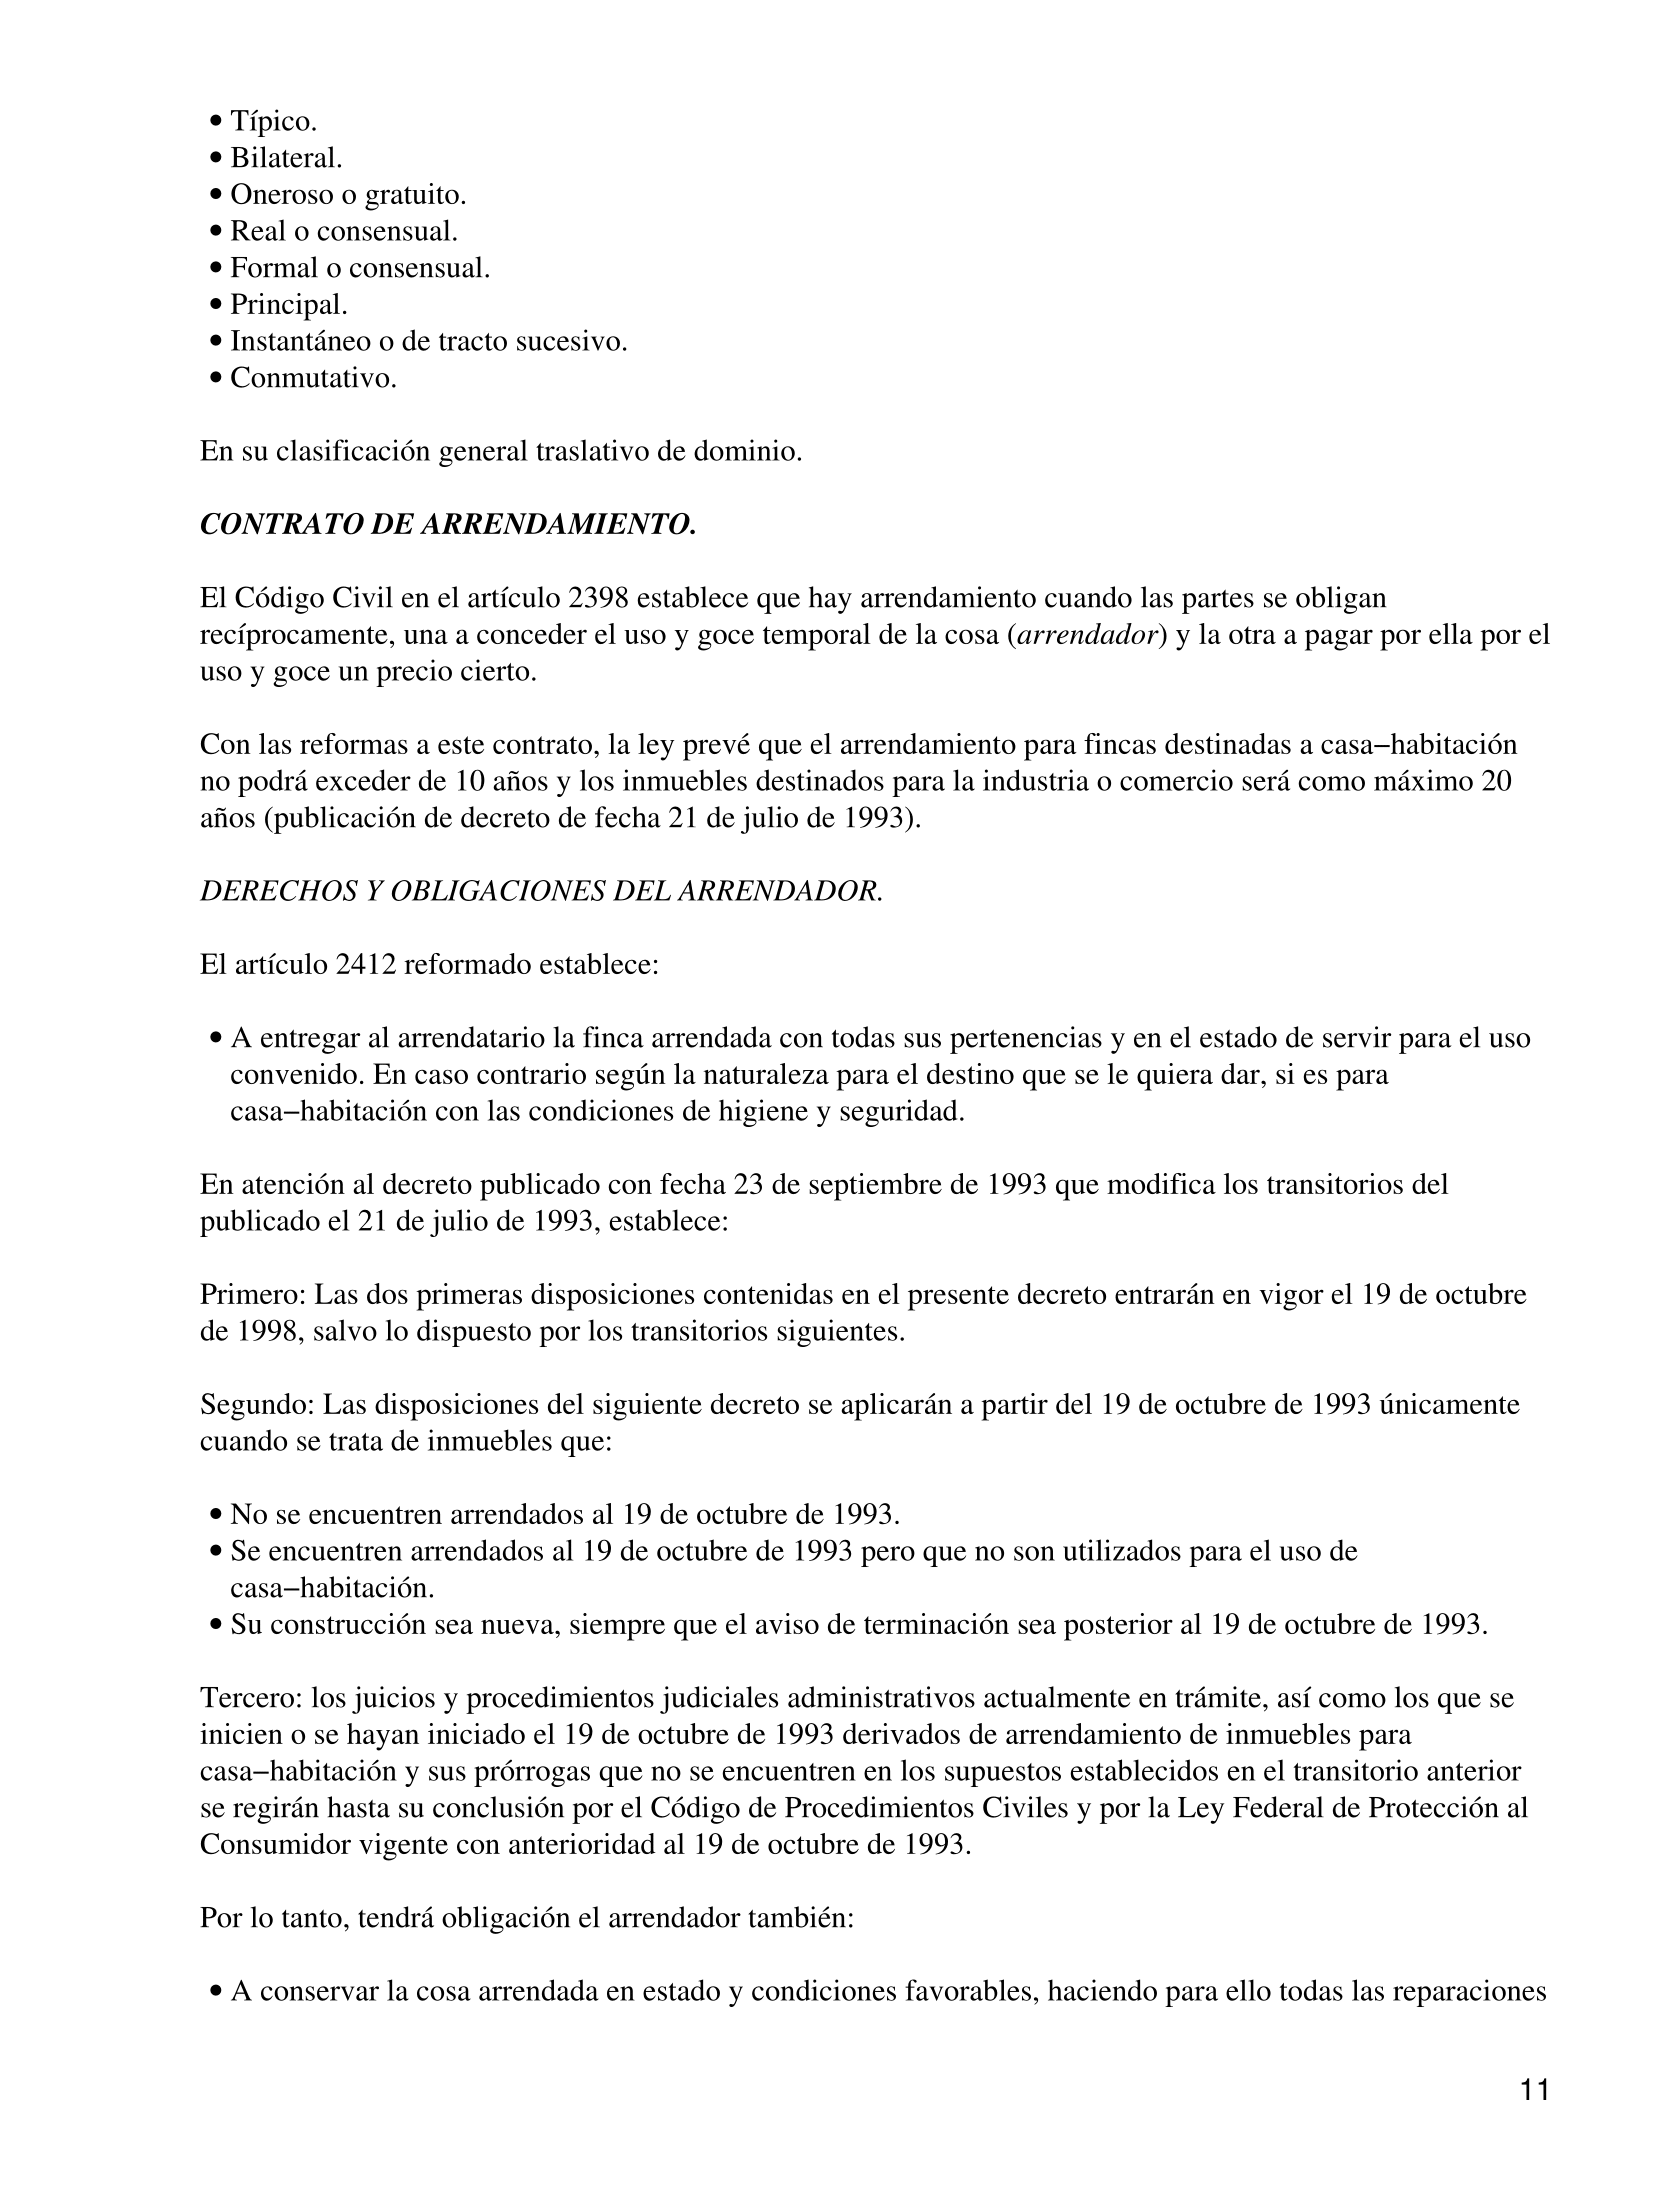 • Típico.
• Bilateral.
• Oneroso o gratuito.
• Real o consensual.
• Formal o consensual.
• Principal.
• Instantáneo o de tracto sucesivo.
• Conmutativo.
En su clasificación general traslativo de dominio.
CONTRATO DE ARRENDAMIENTO.
El Código Civil en el artículo 2398 establece que hay arrendamiento cuando las partes se obligan
recíprocamente, una a conceder el uso y goce temporal de la cosa (arrendador) y la otra a pagar por ella por el
uso y goce un precio cierto.
Con las reformas a este contrato, la ley prevé que el arrendamiento para fincas destinadas a casa−habitación
no podrá exceder de 10 años y los inmuebles destinados para la industria o comercio será como máximo 20
años (publicación de decreto de fecha 21 de julio de 1993).
DERECHOS Y OBLIGACIONES DEL ARRENDADOR.
El artículo 2412 reformado establece:
• A entregar al arrendatario la finca arrendada con todas sus pertenencias y en el estado de servir para el uso
convenido. En caso contrario según la naturaleza para el destino que se le quiera dar, si es para
casa−habitación con las condiciones de higiene y seguridad.
En atención al decreto publicado con fecha 23 de septiembre de 1993 que modifica los transitorios del
publicado el 21 de julio de 1993, establece:
Primero: Las dos primeras disposiciones contenidas en el presente decreto entrarán en vigor el 19 de octubre
de 1998, salvo lo dispuesto por los transitorios siguientes.
Segundo: Las disposiciones del siguiente decreto se aplicarán a partir del 19 de octubre de 1993 únicamente
cuando se trata de inmuebles que:
• No se encuentren arrendados al 19 de octubre de 1993.
• Se encuentren arrendados al 19 de octubre de 1993 pero que no son utilizados para el uso de
casa−habitación.
• Su construcción sea nueva, siempre que el aviso de terminación sea posterior al 19 de octubre de 1993.
Tercero: los juicios y procedimientos judiciales administrativos actualmente en trámite, así como los que se
inicien o se hayan iniciado el 19 de octubre de 1993 derivados de arrendamiento de inmuebles para
casa−habitación y sus prórrogas que no se encuentren en los supuestos establecidos en el transitorio anterior
se regirán hasta su conclusión por el Código de Procedimientos Civiles y por la Ley Federal de Protección al
Consumidor vigente con anterioridad al 19 de octubre de 1993.
Por lo tanto, tendrá obligación el arrendador también:
• A conservar la cosa arrendada en estado y condiciones favorables, haciendo para ello todas las reparaciones
11